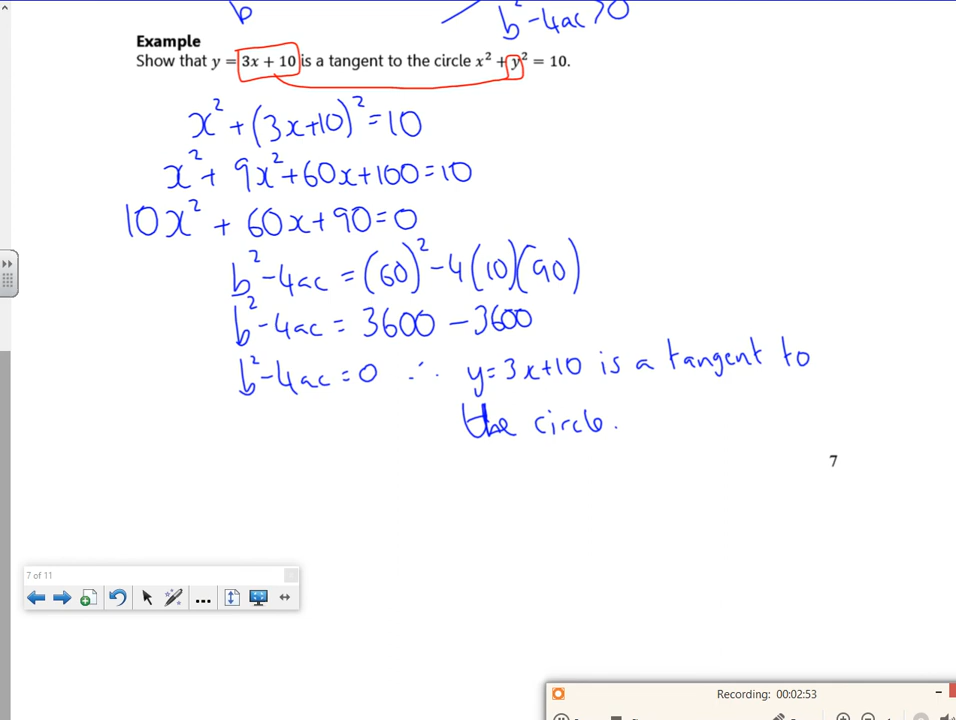 b
b²-4ac>0
Example
Show that y = 3x + 10 is a tangent to the circle x² + y² = 10.
x² + (3x+10)² = 10
x² + 9x² + 60x + 100 = 10
10x² + 60x + 90 = 0
b²-4ac = (60)² - 4(10)(90)
b²-4ac = 3600 - 3600
b²-4ac = 0 ∴ y = 3x+10 is a tangent to
the circle.
7
7 of 11
Recording: 00:02:53